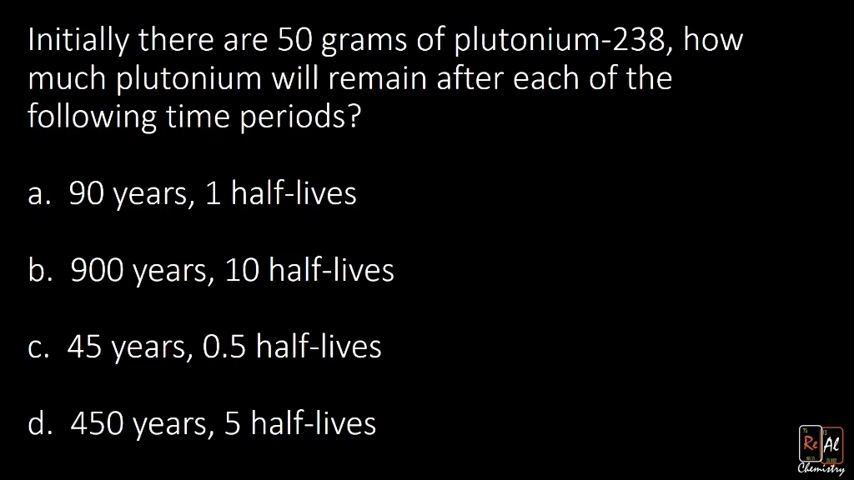 Initially there are 50 grams of plutonium-238, how
much plutonium will remain after each of the
following time periods?
a. 90 years, 1 half-lives
b. 900 years, 10 half-lives
c. 45 years, 0.5 half-lives
d. 450 years, 5 half-lives
Re Al
Chemistry